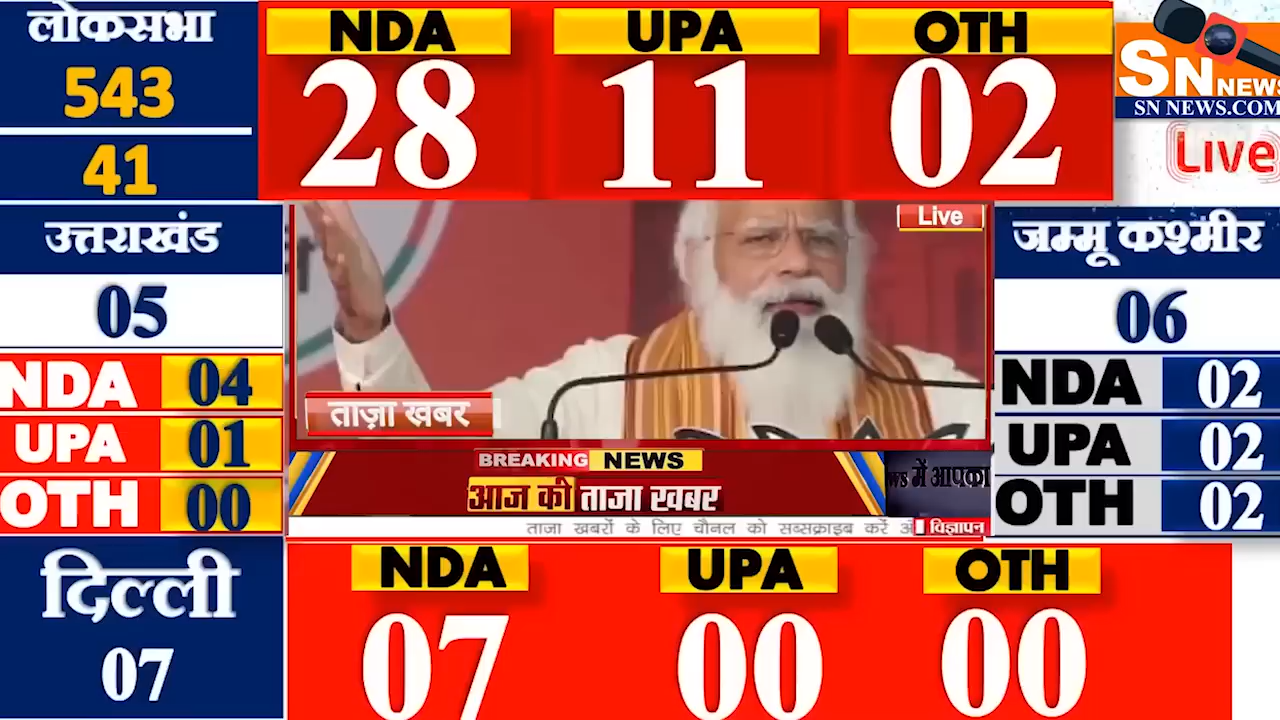 लोकसभा
543
41
NDA
28
UPA
11
OTH
02
SN NEWS
SN NEWS.COM
Live
उत्तराखंड
05
NDA 04
UPA 01
OTH 00
Live
ताज़ा खबर
BREAKING NEWS
आज की ताजा खबर
में आपका
ताजा खबरों के लिए चौनल को सब्सक्राइब करें
विज्ञापन
जम्मू कश्मीर
06
NDA 02
UPA 02
OTH 02
दिल्ली
07
NDA
07
UPA
00
OTH
00